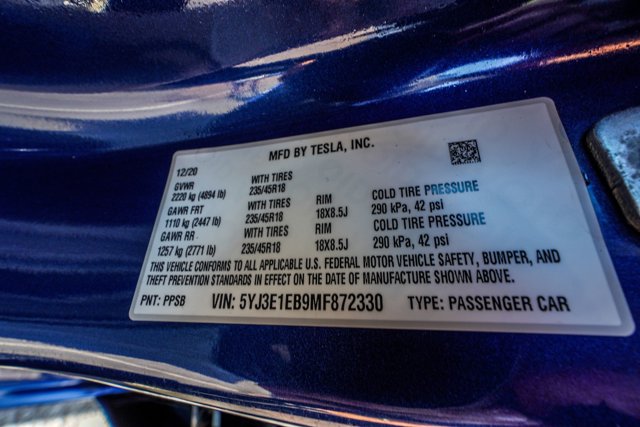 MFD BY TESLA, INC.
12/20
GVWR WITH TIRES
2220 kg (4894 lb) 235/45R18 RIM COLD TIRE PRESSURE
GAWR FRT WITH TIRES 18X8.5J 290 kPa, 42 psi
1110 kg (2447 lb) 235/45R18 RIM COLD TIRE PRESSURE
GAWR RR WITH TIRES 18X8.5J 290 kPa, 42 psi
1257 kg (2771 lb) 235/45R18
THIS VEHICLE CONFORMS TO ALL APPLICABLE U.S. FEDERAL MOTOR VEHICLE SAFETY, BUMPER, AND
THEFT PREVENTION STANDARDS IN EFFECT ON THE DATE OF MANUFACTURE SHOWN ABOVE.
PNT: PPSB VIN: 5YJ3E1EB9MF872330 TYPE: PASSENGER CAR